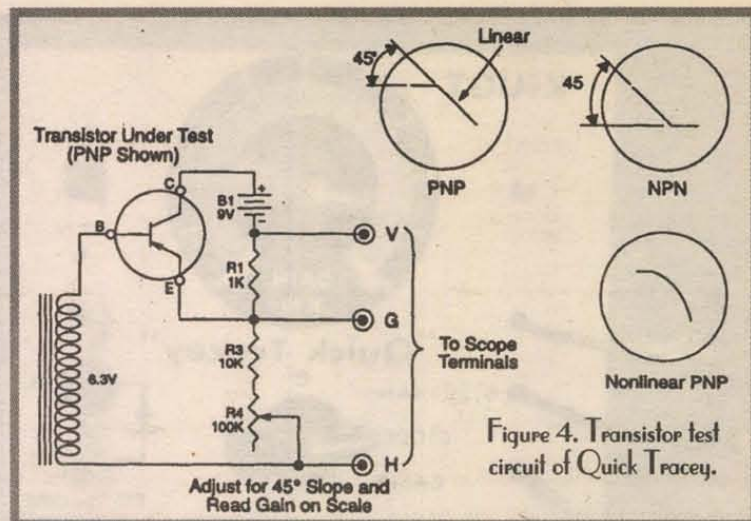 45°
Linear
PNP
45
NPN
Transistor Under Test
(PNP Shown)
C
B
E
+
B1
9V
-
R1
1K
R3
10K
R4
100K
6.3V
V
G
H
To Scope
Terminals
Adjust for 45° Slope and
Read Gain on Scale
Nonlinear PNP
Figure 4. Transistor test
circuit of Quick Tracey.